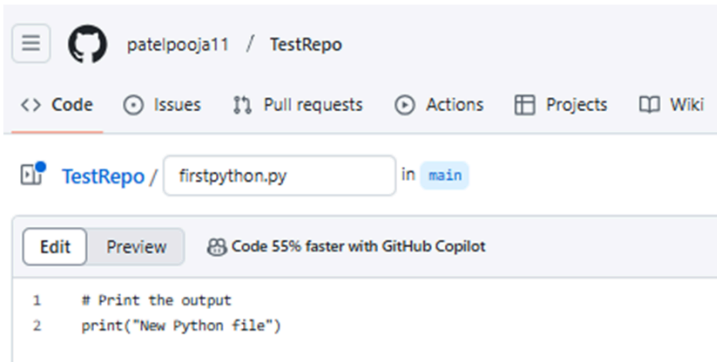 patelpooja11 / TestRepo
<> Code Issues Pull requests Actions Projects Wiki
TestRepo / firstpython.py in main
Edit Preview Code 55% faster with GitHub Copilot
1 # Print the output
2 print("New Python file")